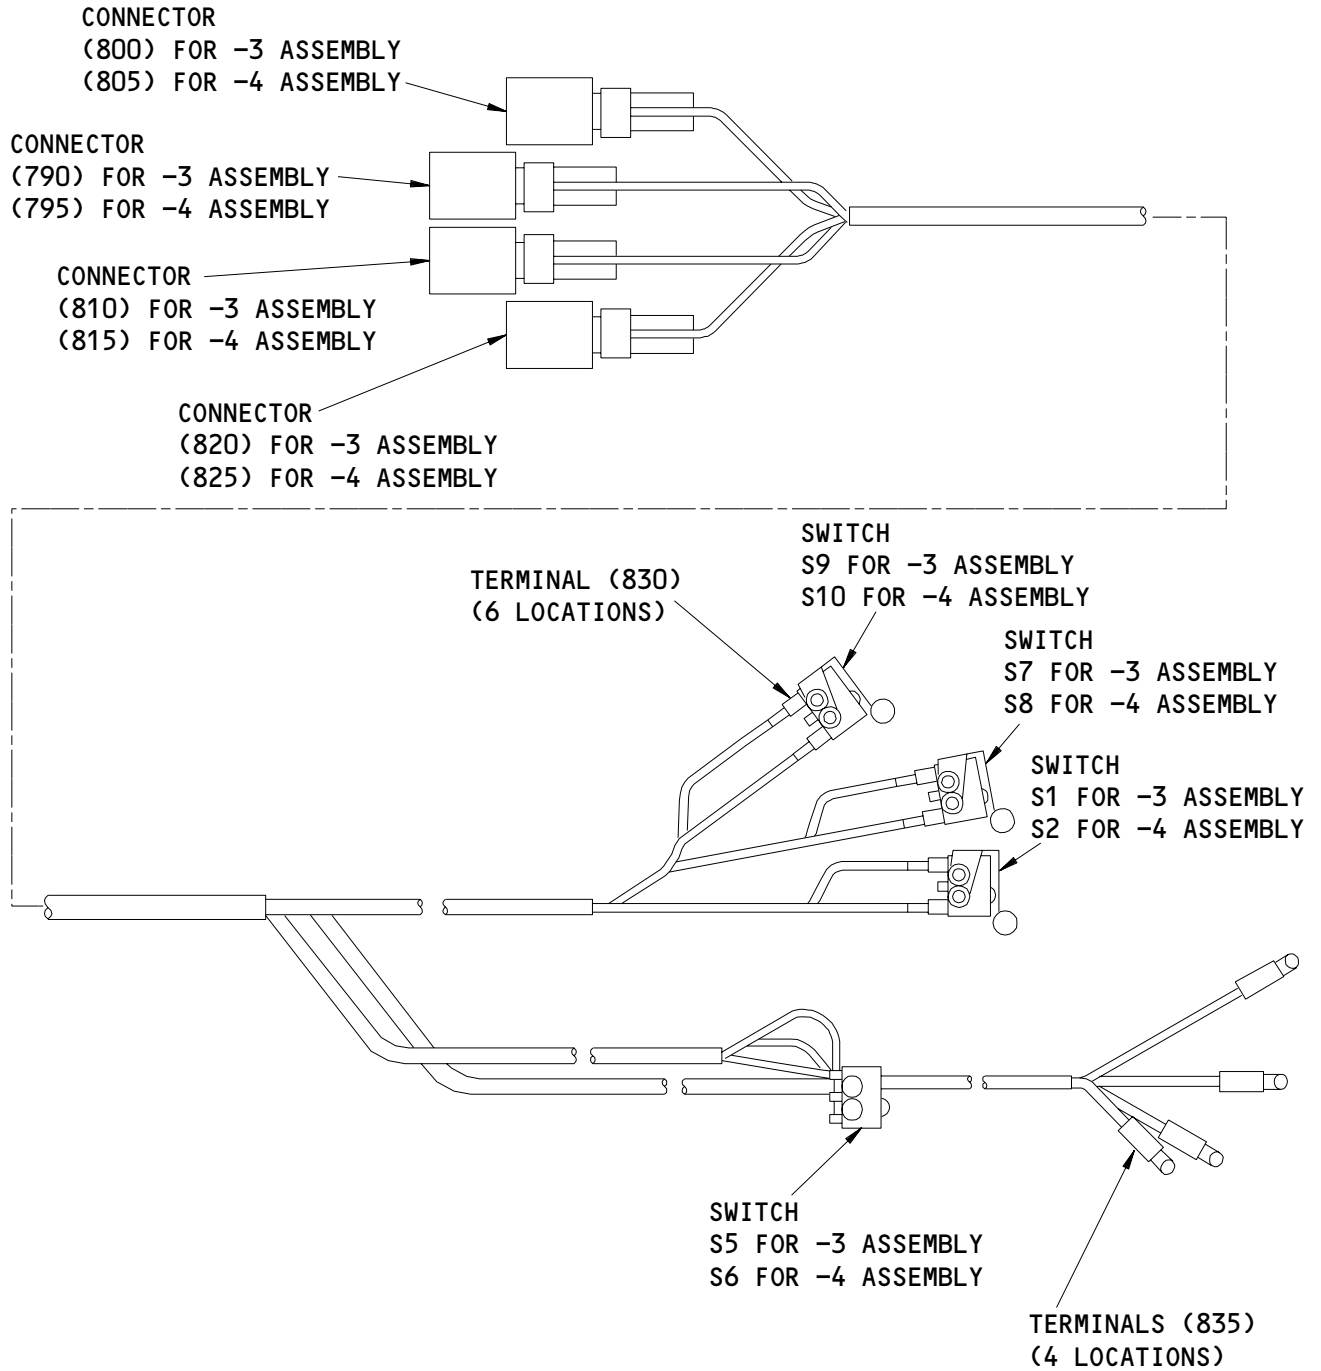 CONNECTOR
(800) FOR -3 ASSEMBLY
(805) FOR -4 ASSEMBLY
CONNECTOR
(790) FOR -3 ASSEMBLY
(795) FOR -4 ASSEMBLY
CONNECTOR
(810) FOR -3 ASSEMBLY
(815) FOR -4 ASSEMBLY
CONNECTOR
(820) FOR -3 ASSEMBLY
(825) FOR -4 ASSEMBLY
TERMINAL (830)
(6 LOCATIONS)
SWITCH
S9 FOR -3 ASSEMBLY
S10 FOR -4 ASSEMBLY
SWITCH
S7 FOR -3 ASSEMBLY
S8 FOR -4 ASSEMBLY
SWITCH
S1 FOR -3 ASSEMBLY
S2 FOR -4 ASSEMBLY
SWITCH
S5 FOR -3 ASSEMBLY
S6 FOR -4 ASSEMBLY
TERMINALS (835)
(4 LOCATIONS)